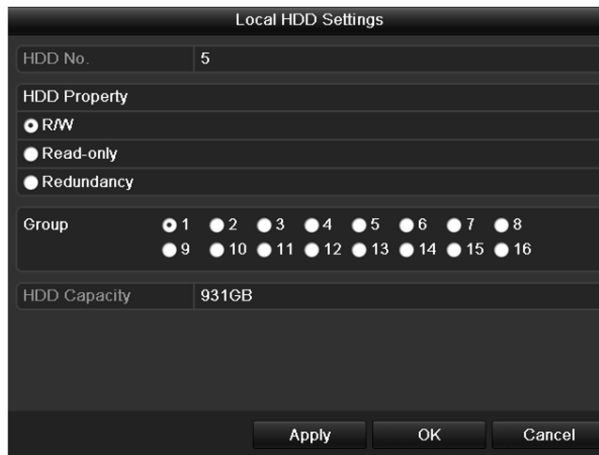 Local HDD Settings
HDD No. 5
HDD Property
R/W
Read-only
Redundancy
Group 1 2 3 4 5 6 7 8
9 10 11 12 13 14 15 16
HDD Capacity 931GB
Apply OK Cancel